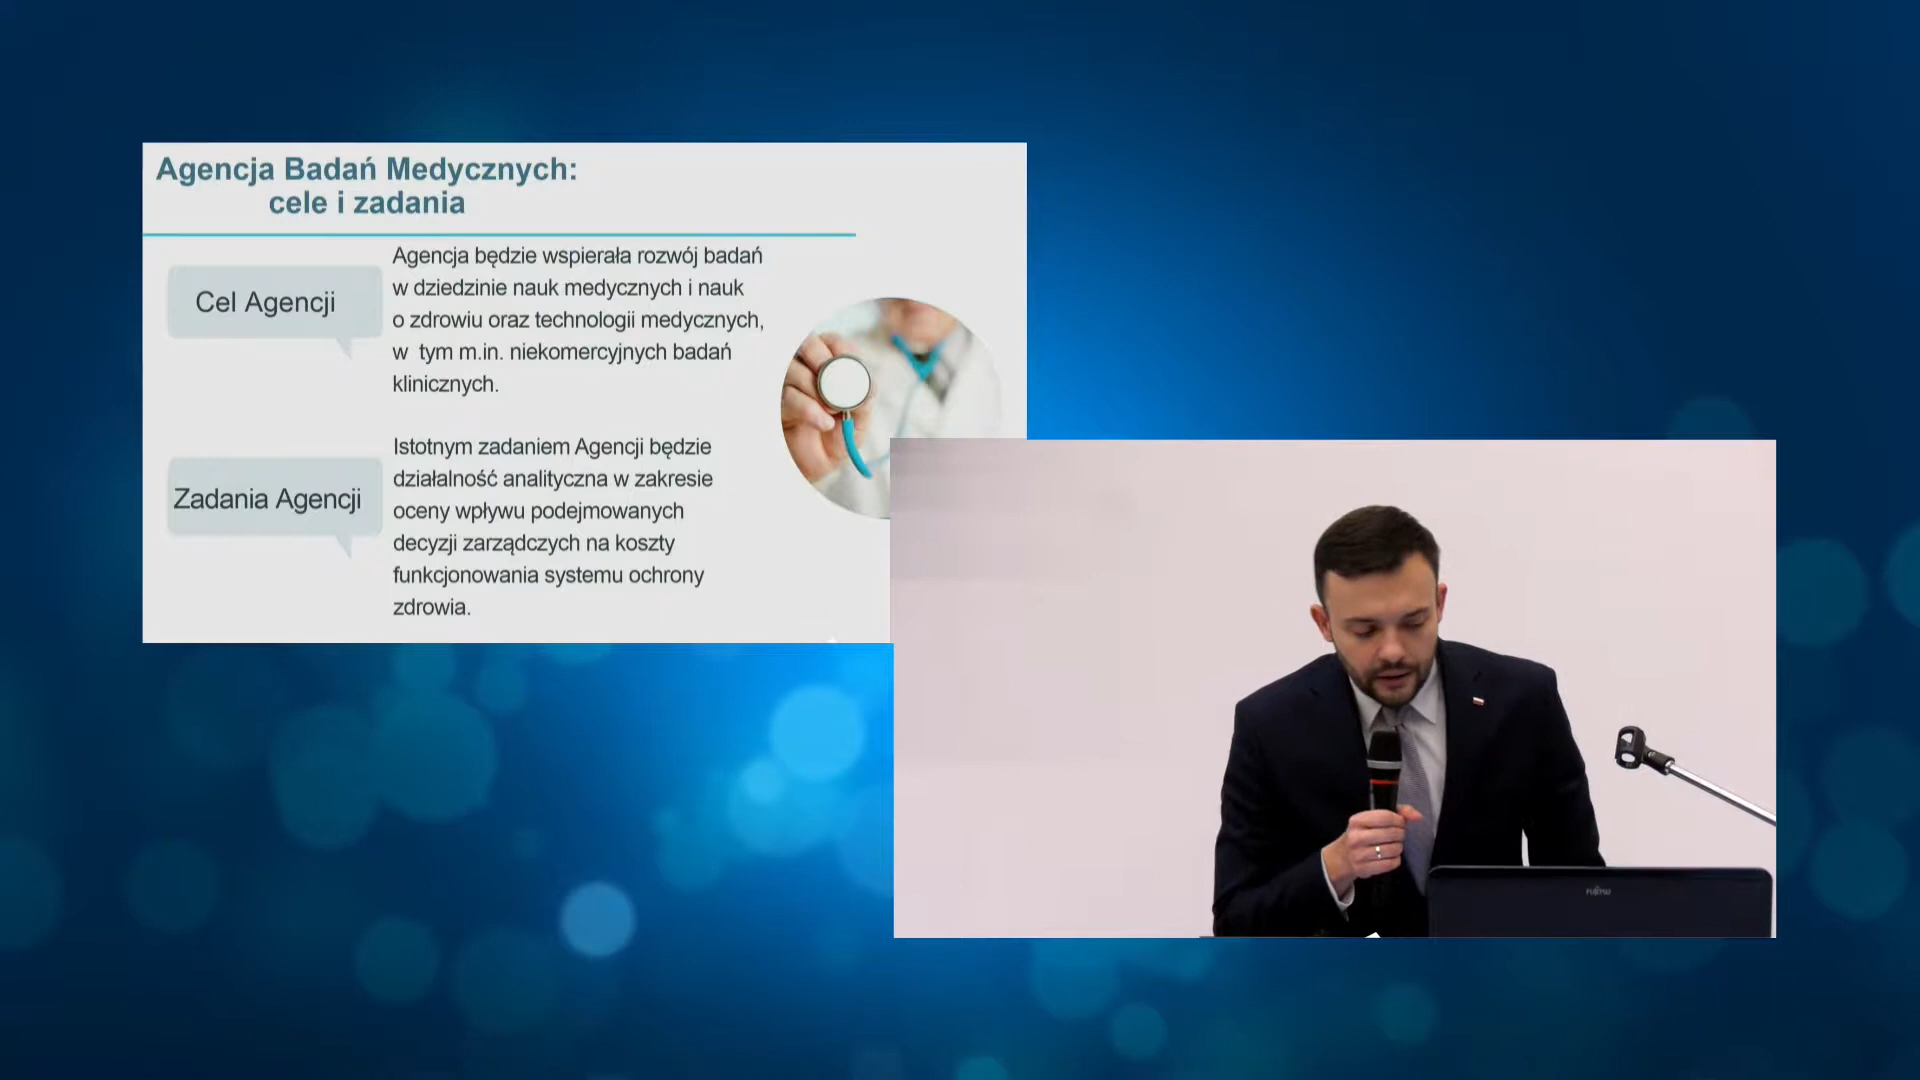 Agencja Badań Medycznych:
cele i zadania
Cel Agencji
Agencja będzie wspierała rozwój badań
w dziedzinie nauk medycznych i nauk
o zdrowiu oraz technologii medycznych,
w tym m.in. niekomercyjnych badań
klinicznych.
Zadania Agencji
Istotnym zadaniem Agencji będzie
działalność analityczna w zakresie
oceny wpływu podejmowanych
decyzji zarządczych na koszty
funkcjonowania systemu ochrony
zdrowia.
FUJITSU